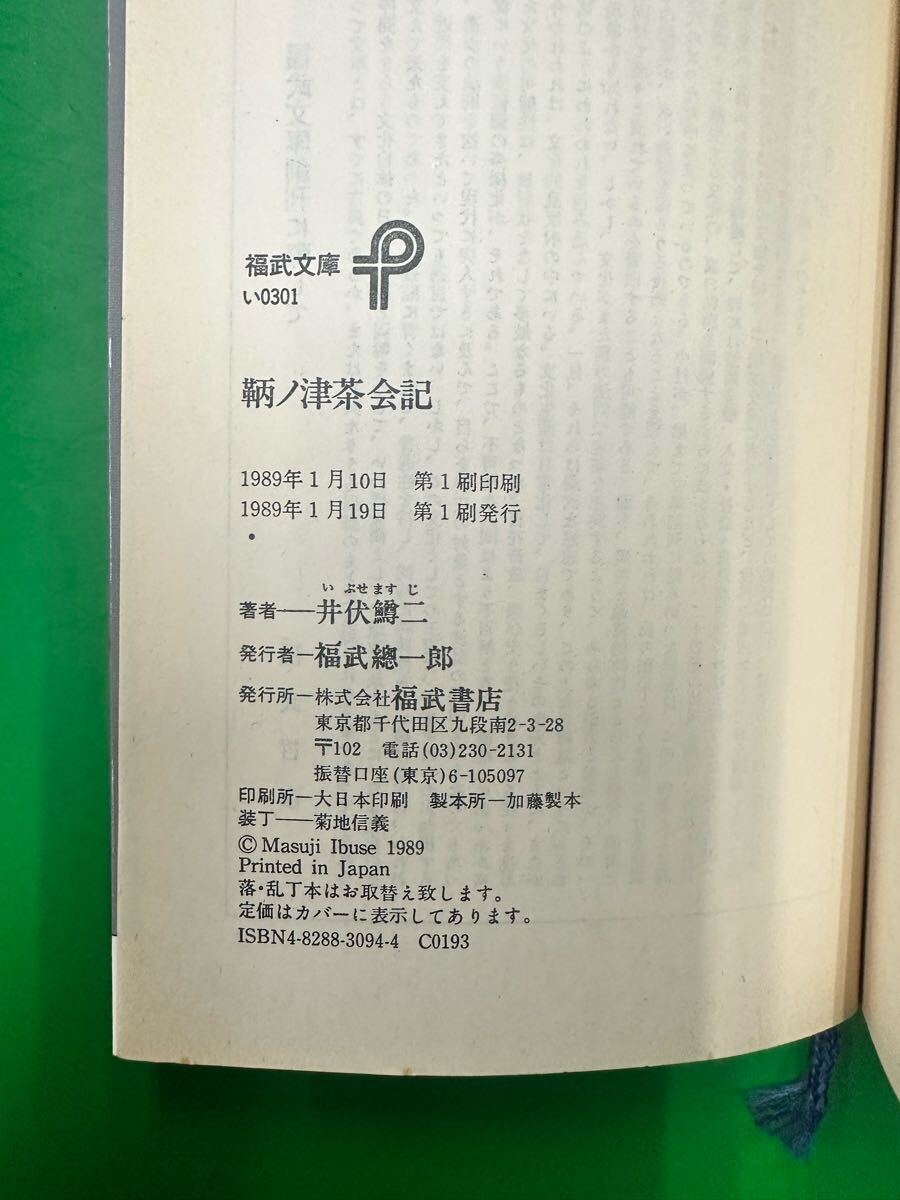 福武文庫
い0301
鞆ノ津茶会記
1989年1月10日 第1刷印刷
1989年1月19日 第1刷発行
いぶせますじ
著者——井伏鱒二
発行者—福武總一郎
発行所—株式会社福武書店
東京都千代田区九段南2-3-28
〒102 電話(03)230-2131
振替口座(東京)6-105097
印刷所—大日本印刷 製本所—加藤製本
装丁——菊地信義
© Masuji Ibuse 1989
Printed in Japan
落・乱丁本はお取替え致します。
定価はカバーに表示してあります。
ISBN4-8288-3094-4 C0193